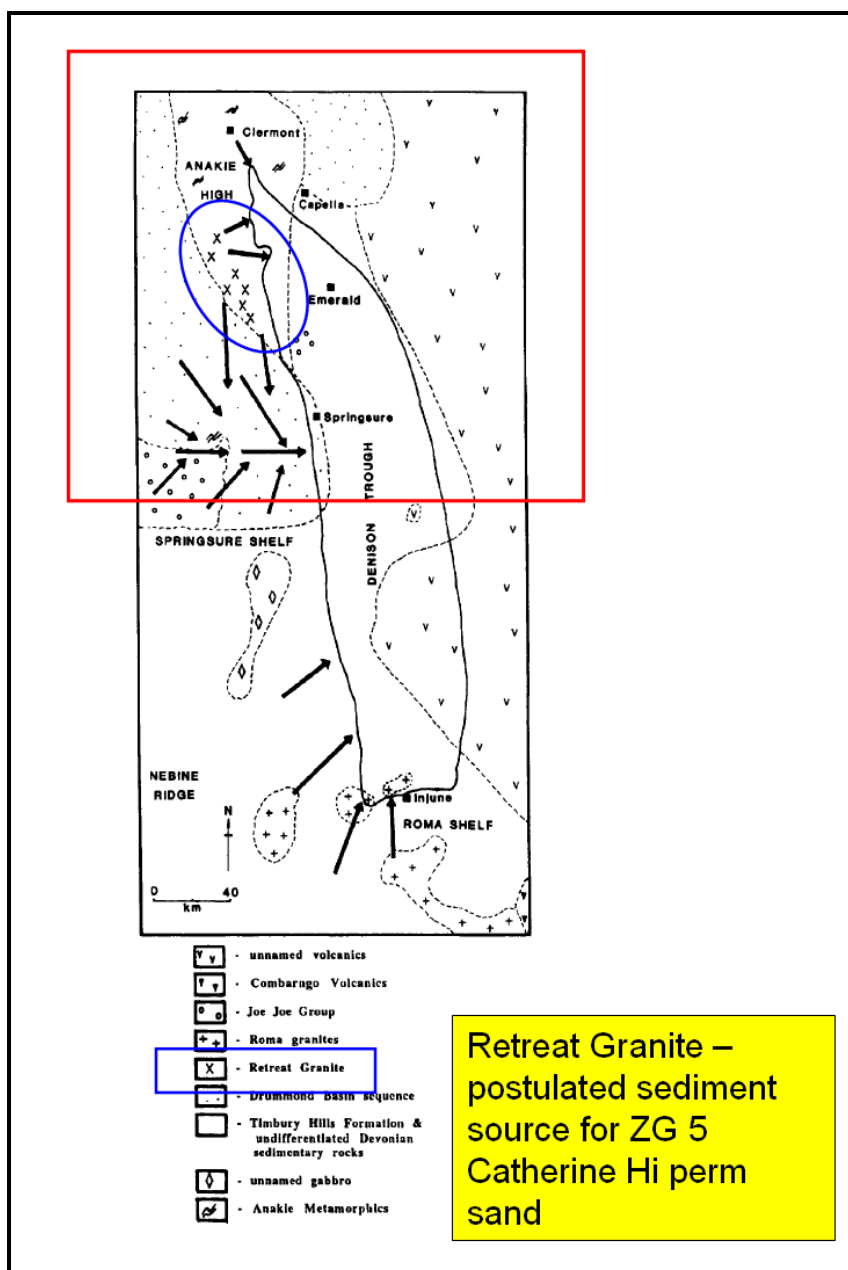 Clermont
ANAKIE
HIGH
Capella
Emerald
Springsure
DENISON TROUGH
SPRINGSURE SHELF
NEBINE
RIDGE
N
Injune
ROMA SHELF
0 40
km
- unnamed volcanics
- Combarngo Volcanics
- Joe Joe Group
- Roma granites
- Retreat Granite
- Drummond Basin sequence
- Timbury Hills Formation &
undifferentiated Devonian
sedimentary rocks
- unnamed gabbro
- Anakie Metamorphics
Retreat Granite –
postulated sediment
source for ZG 5
Catherine Hi perm
sand